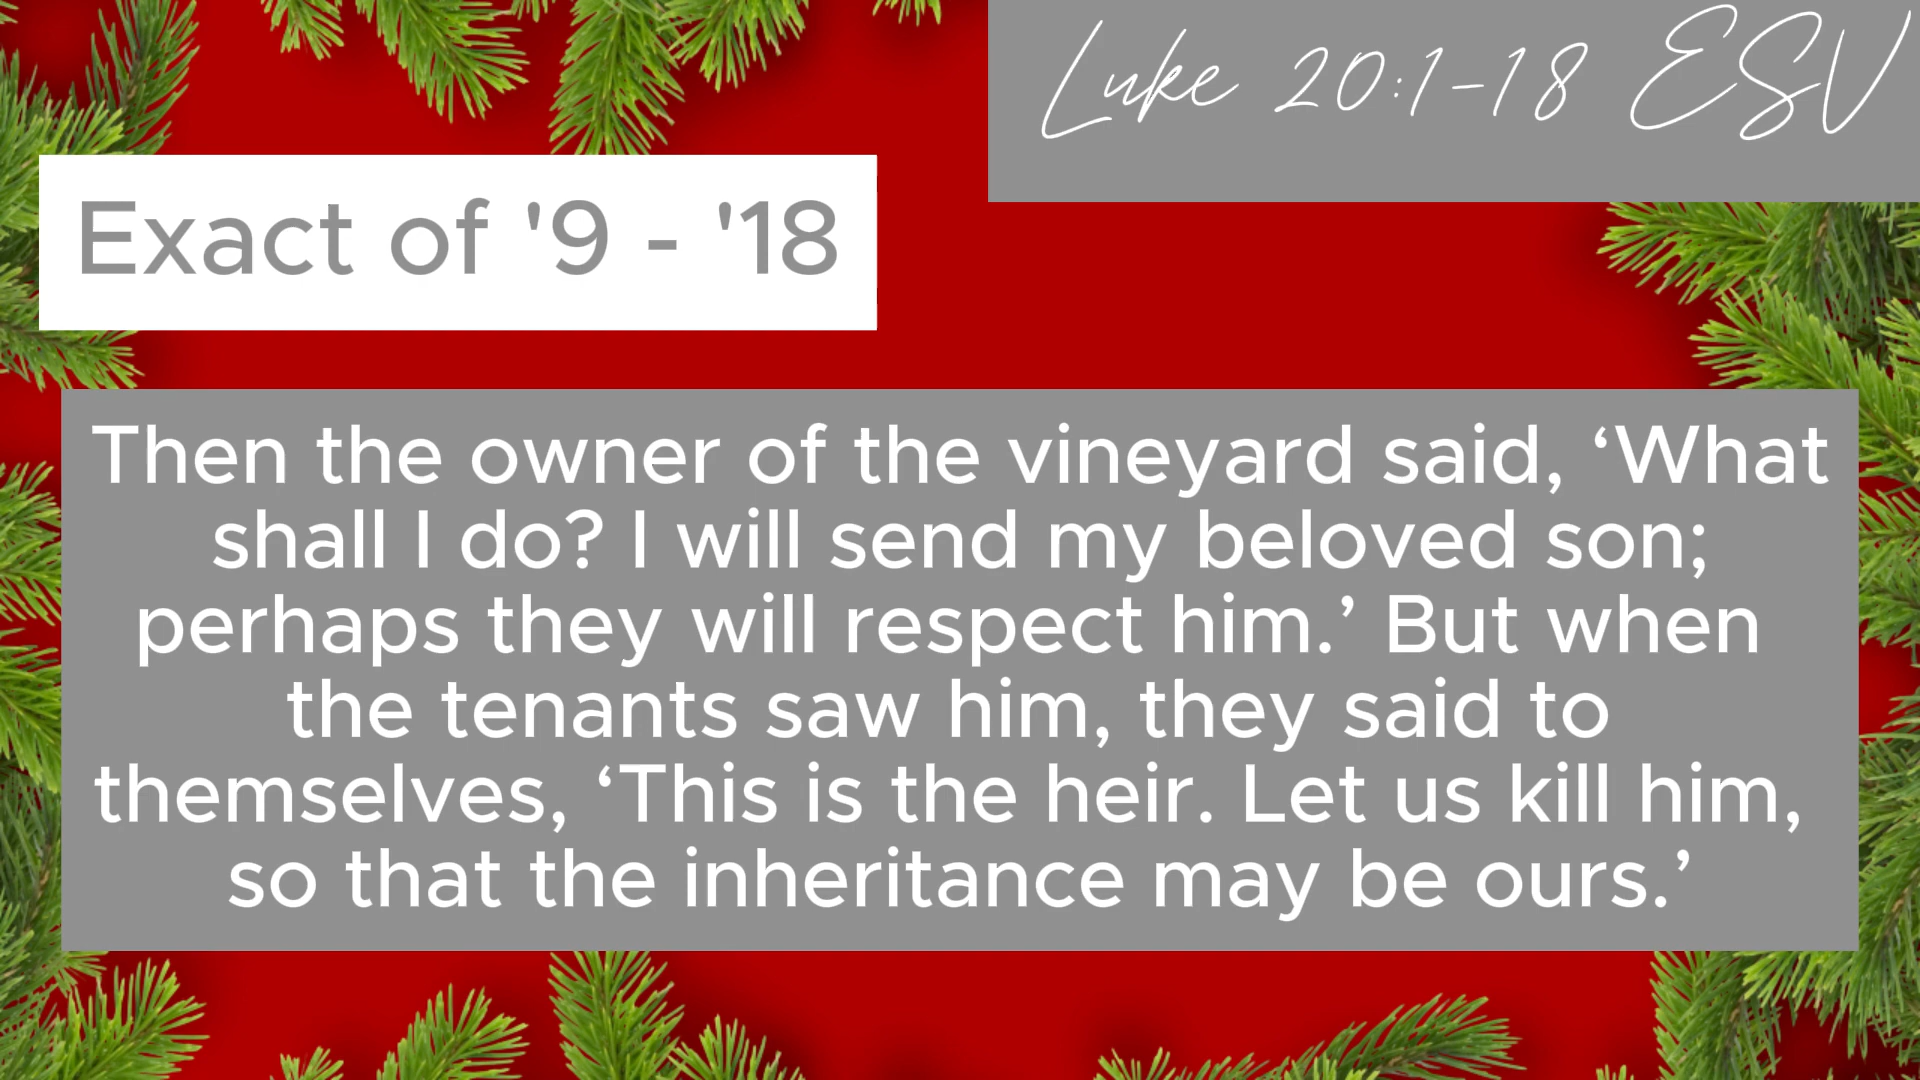 Luke 20:1-18 ESV
Exact of '9 - '18
Then the owner of the vineyard said, ‘What
shall I do? I will send my beloved son;
perhaps they will respect him.’ But when
the tenants saw him, they said to
themselves, ‘This is the heir. Let us kill him,
so that the inheritance may be ours.’